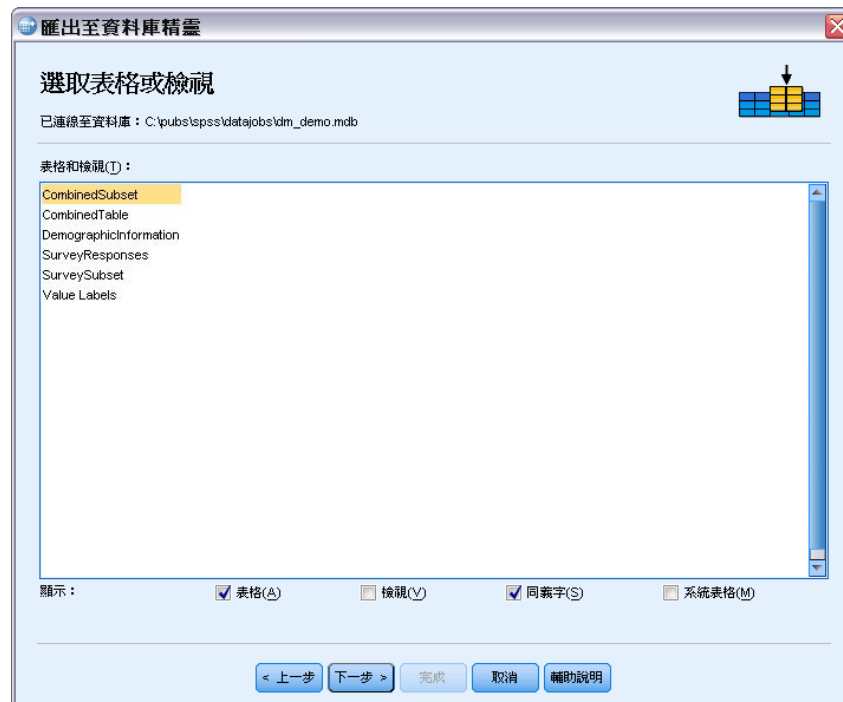 匯出至資料庫精靈
選取表格或檢視
已連線至資料庫：C:\pubs\spss\datajobs\dm_demo.mdb
表格和檢視(T)：
CombinedSubset
CombinedTable
DemographicInformation
SurveyResponses
SurveySubset
Value Labels
顯示： 表格(A) 檢視(V) 同義字(S) 系統表格(M)
< 上一步 下一步 > 完成 取消 輔助說明